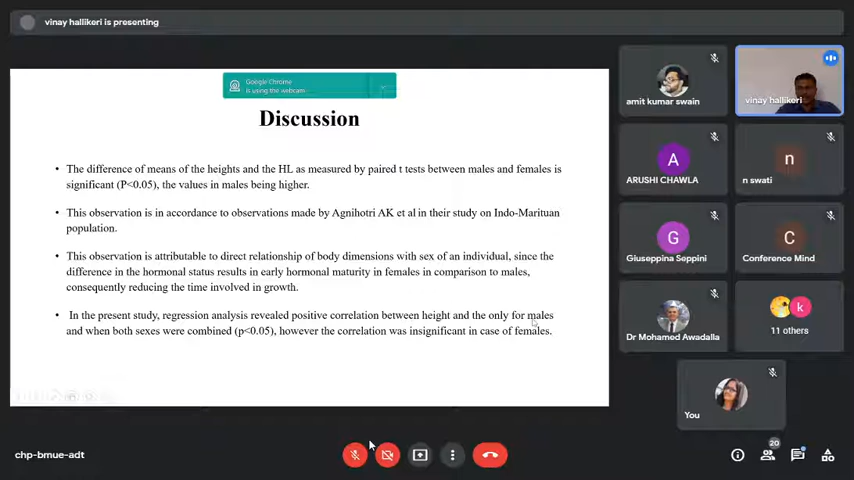 vinay hallikeri is presenting
Google Chrome
is using the webcam
Discussion
• The difference of means of the heights and the HL as measured by paired t tests between males and females is
significant (P<0.05), the values in males being higher.
• This observation is in accordance to observations made by Agnihotri AK et al in their study on Indo-Marituan
population.
• This observation is attributable to direct relationship of body dimensions with sex of an individual, since the
difference in the hormonal status results in early hormonal maturity in females in comparison to males,
consequently reducing the time involved in growth.
• In the present study, regression analysis revealed positive correlation between height and the only for males
and when both sexes were combined (p<0.05), however the correlation was insignificant in case of females.
amit kumar swain
vinay hallikeri
A
ARUSHI CHAWLA
n
n swati
G
Giuseppina Seppini
C
Conference Mind
Dr Mohamed Awadalla
k
11 others
You
chp-bmue-adt
20